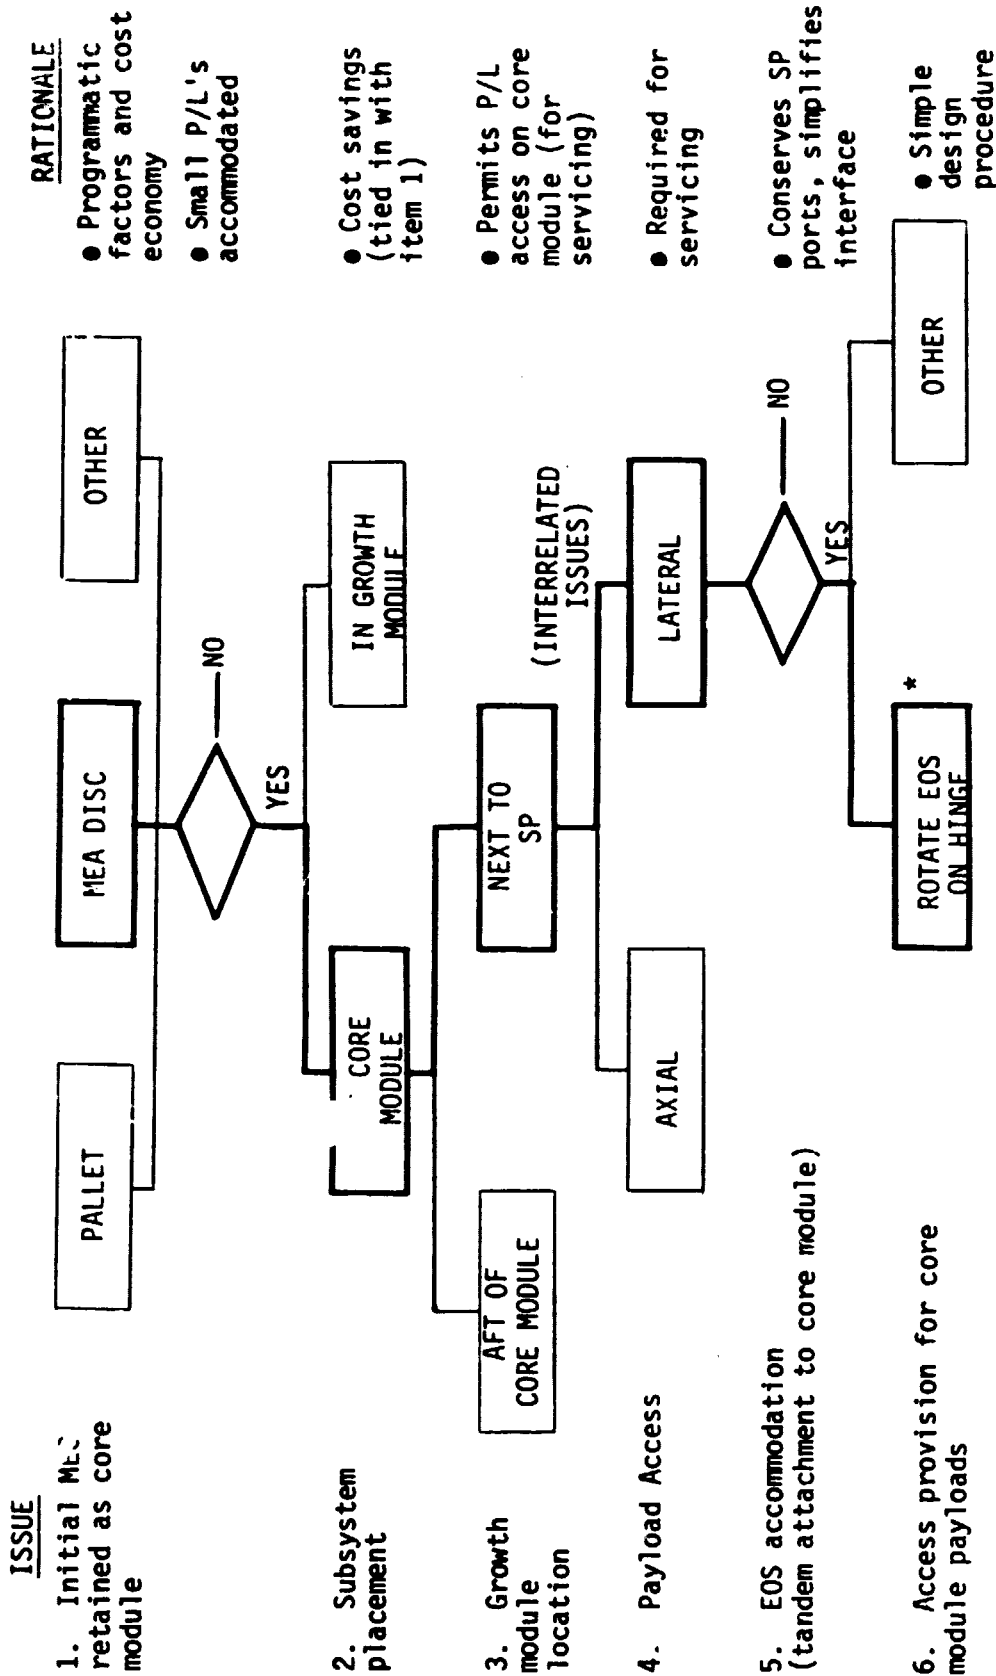 ISSUE
RATIONALE
1. Initial
retained as core
module
PALLET
MEA DISC
OTHER
● Programmatic
factors and cost
economy
● Small P/L's
accommodated
NO
YES
2. Subsystem
placement
CORE
MODULE
IN GROWTH
MODULE
● Cost savings
(tied in with
item 1)
3. Growth
module
location
AFT OF
CORE MODULE
NEXT TO
SP
● Permits P/L
access on core
module (for
servicing)
(INTERRELATED
ISSUES)
4. Payload Access
AXIAL
LATERAL
● Required for
servicing
5. EOS accommodation
(tandem attachment to core module)
NO
YES
● Conserves SP
ports, simplifies
interface
6. Access provision for core
module payloads
ROTATE EOS
ON HINGE
*
OTHER
● Simple
design
procedure